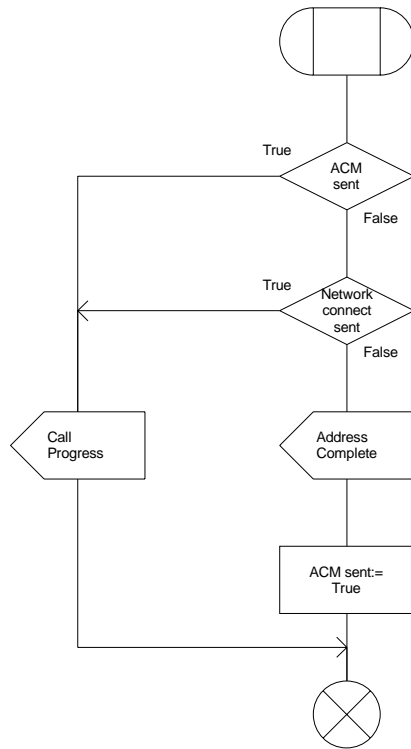 True
ACM
sent
False
True
Network
connect
sent
False
Call
Progress
Address
Complete
ACM sent:=
True